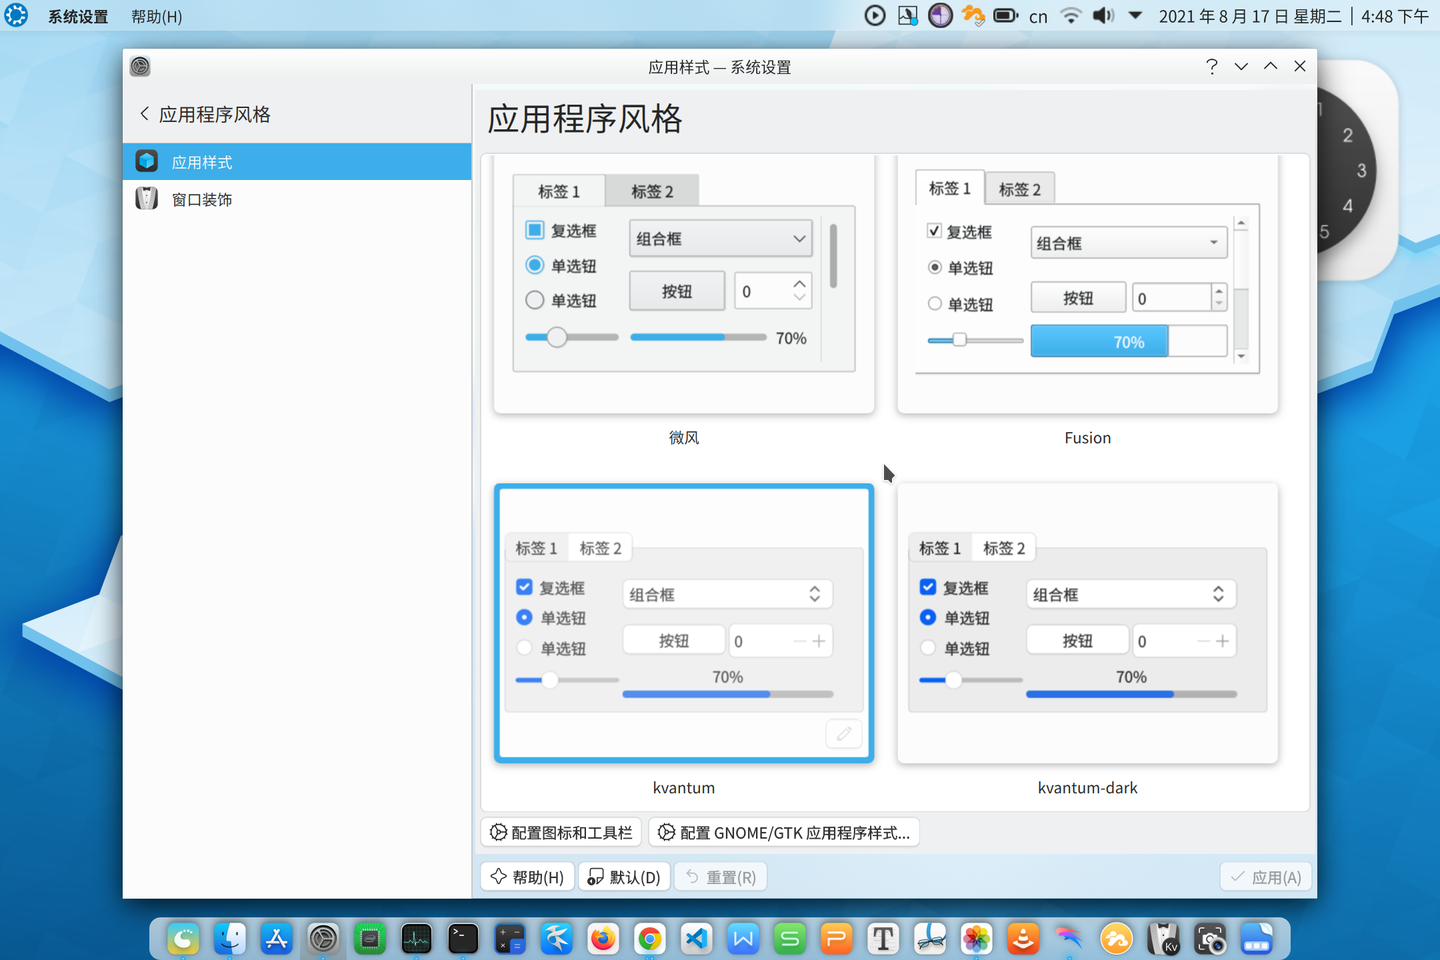 系统设置 帮助(H) cn 2021 年 8 月 17 日 星期二 4:48 下午
应用样式 — 系统设置
应用程序风格
应用样式
窗口装饰
应用程序风格
标签 1 标签 2
复选框 组合框
单选钮
单选钮 按钮 0
70%
微风
标签 1 标签 2
复选框 组合框
单选钮
单选钮 按钮 0
70%
Fusion
标签 1 标签 2
复选框 组合框
单选钮
单选钮 按钮 0
70%
kvantum
标签 1 标签 2
复选框 组合框
单选钮
单选钮 按钮 0
70%
kvantum-dark
配置图标和工具栏 配置 GNOME/GTK 应用程序样式...
帮助(H) 默认(D) 重置(R) 应用(A)
1
2
3
4
5
W S P T Kv